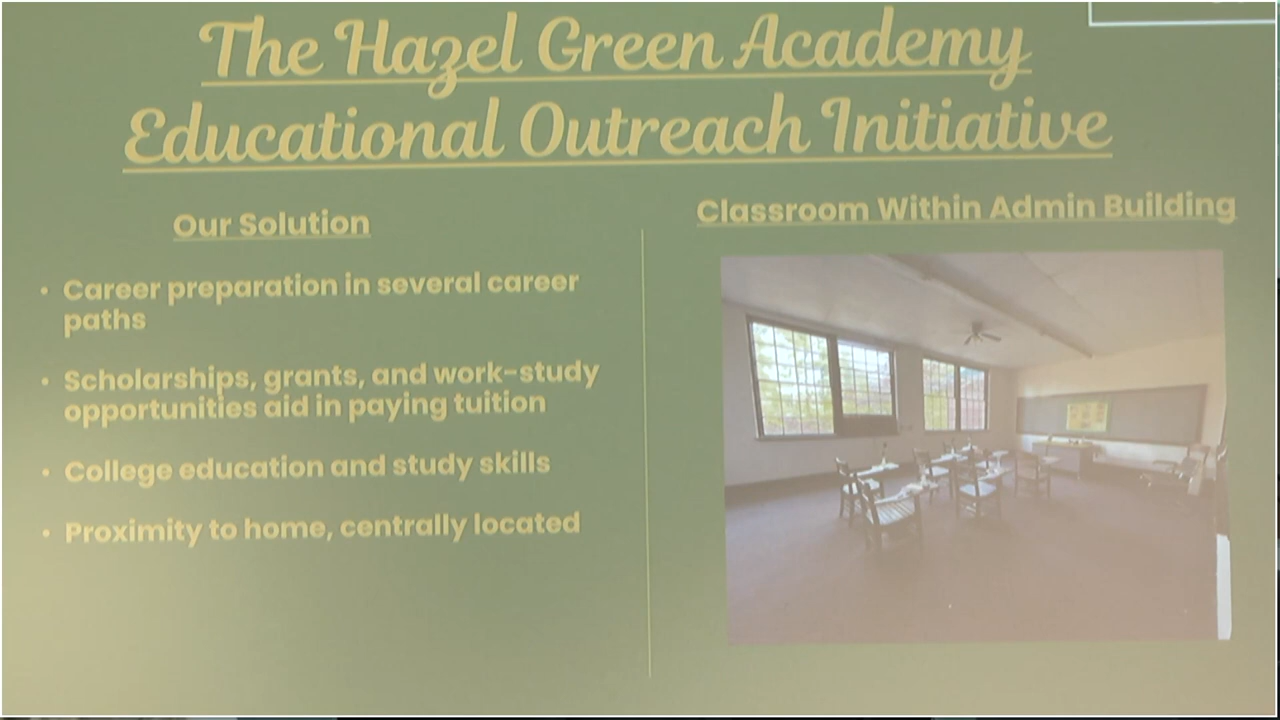 The Hazel Green Academy
Educational Outreach Initiative
Our Solution
• Career preparation in several career
paths
• Scholarships, grants, and work-study
opportunities aid in paying tuition
• College education and study skills
• Proximity to home, centrally located
Classroom Within Admin Building